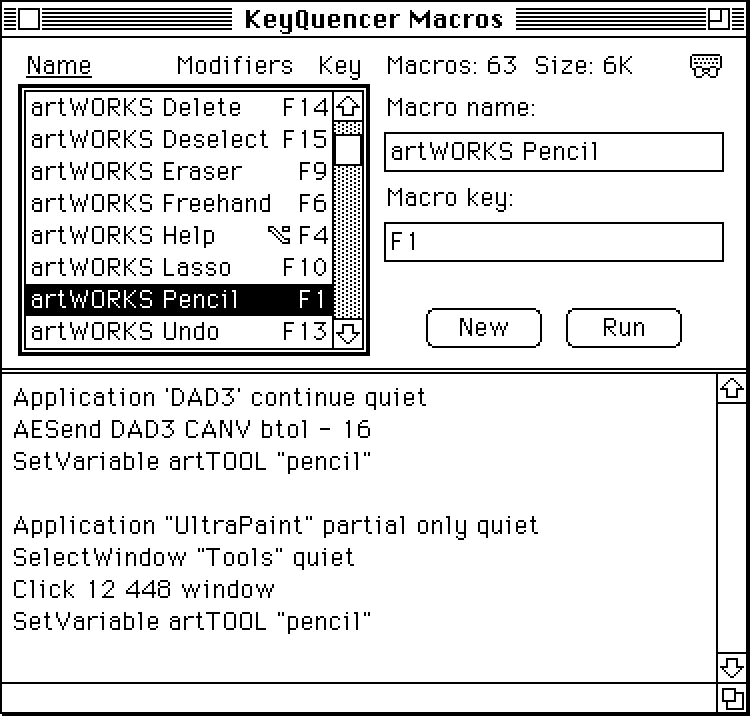 KeyQuencer Macros
Name Modifiers Key
Macros: 63 Size: 6K
artWORKS Delete F14
artWORKS Deselect F15
artWORKS Eraser F9
artWORKS Freehand F6
artWORKS Help ⌥ F4
artWORKS Lasso F10
artWORKS Pencil F1
artWORKS Undo F13
Macro name:
artWORKS Pencil
Macro key:
F1
New Run
Application 'DAD3' continue quiet
AESend DAD3 CANV btol - 16
SetVariable artTOOL "pencil"
Application "UltraPaint" partial only quiet
SelectWindow "Tools" quiet
Click 12 448 window
SetVariable artTOOL "pencil"